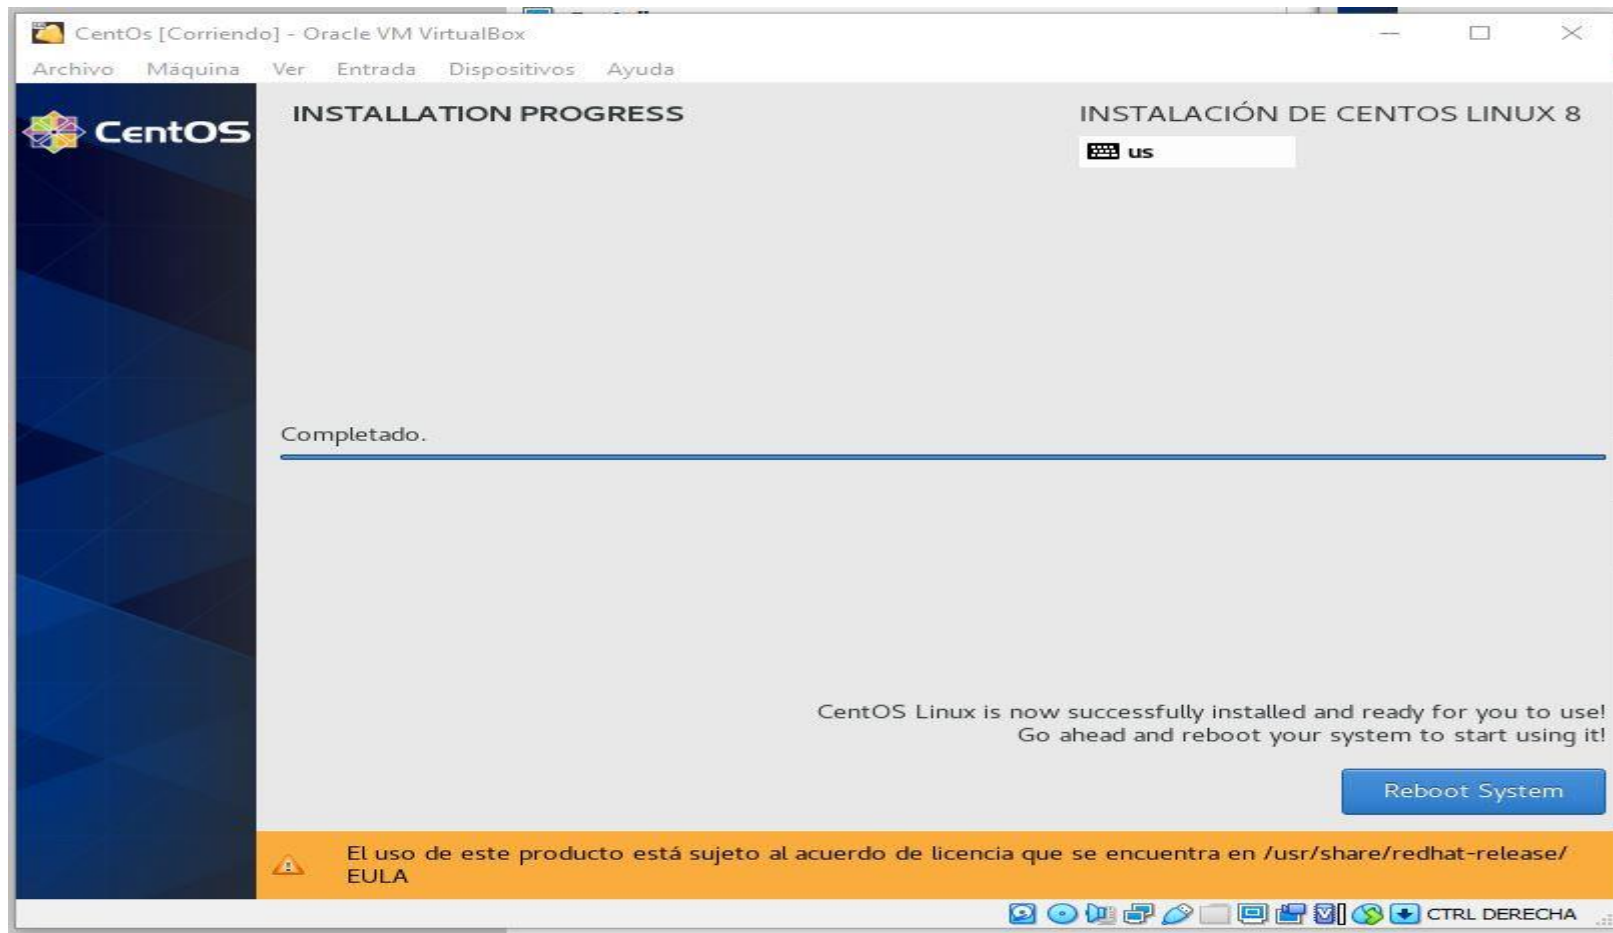 CentOs [Corriendo] - Oracle VM VirtualBox
Archivo Máquina Ver Entrada Dispositivos Ayuda
CentOS
INSTALLATION PROGRESS
INSTALACIÓN DE CENTOS LINUX 8
us
Completado.
CentOS Linux is now successfully installed and ready for you to use!
Go ahead and reboot your system to start using it!
Reboot System
El uso de este producto está sujeto al acuerdo de licencia que se encuentra en /usr/share/redhat-release/
EULA
CTRL DERECHA